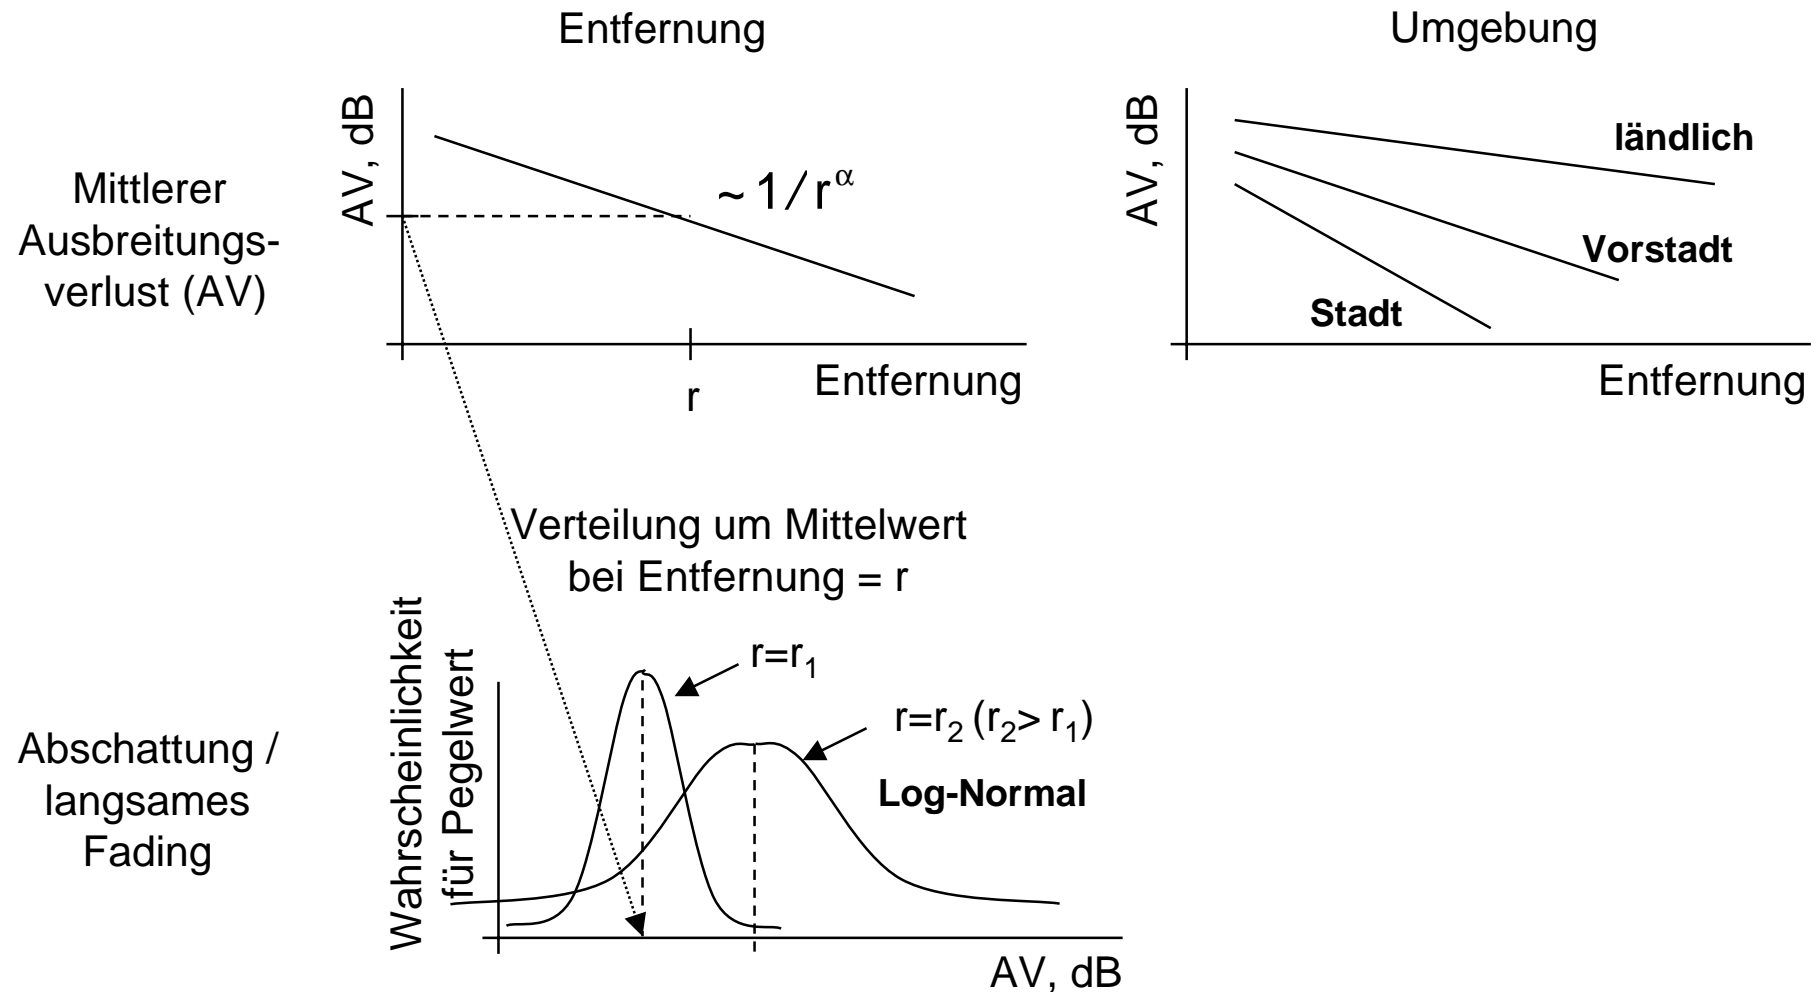 Entfernung
Umgebung
Mittlerer
Ausbreitungs-
verlust (AV)
AV, dB
~ 1/r^α
r
Entfernung
AV, dB
ländlich
Vorstadt
Stadt
Entfernung
Verteilung um Mittelwert
bei Entfernung = r
Abschattung /
langsames
Fading
Wahrscheinlichkeit
für Pegelwert
r=r₁
r=r₂ (r₂> r₁)
Log-Normal
AV, dB